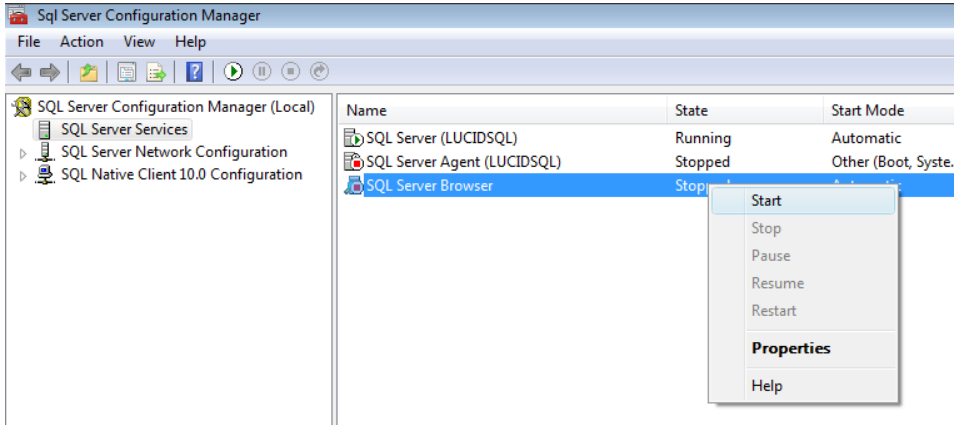 Sql Server Configuration Manager
File Action View Help
SQL Server Configuration Manager (Local)
SQL Server Services
SQL Server Network Configuration
SQL Native Client 10.0 Configuration
Name State Start Mode
SQL Server (LUCIDSQL) Running Automatic
SQL Server Agent (LUCIDSQL) Stopped Other (Boot, Syste.
SQL Server Browser
Start
Stop
Pause
Resume
Restart
Properties
Help